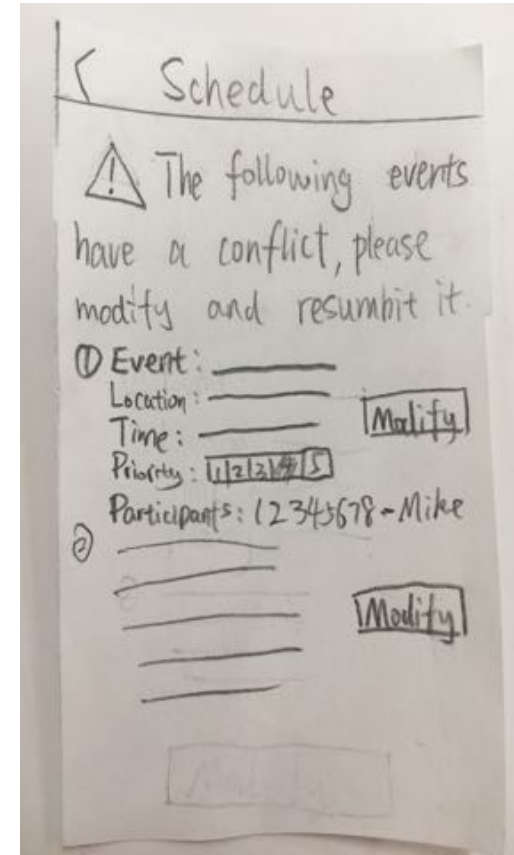 < Schedule
The following events
have a conflict, please
modify and resumbit it.
① Event:
Location:
Time:
Modify
Priority: 1 2 3 4 5
Participants: 12345678-Mike
②
Modify